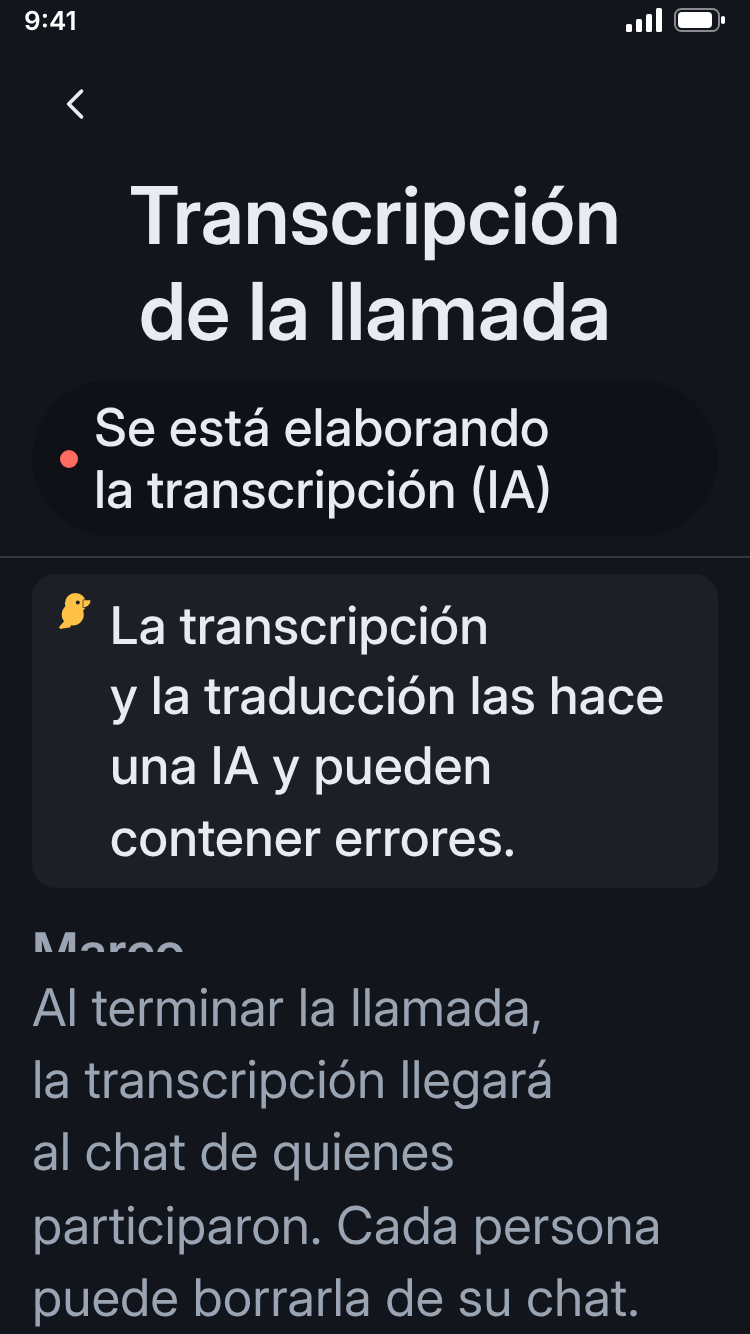 9:41
Transcripción
de la llamada
Se está elaborando
la transcripción (IA)
La transcripción
y la traducción las hace
una IA y pueden
contener errores.
Al terminar la llamada,
la transcripción llegará
al chat de quienes
participaron. Cada persona
puede borrarla de su chat.